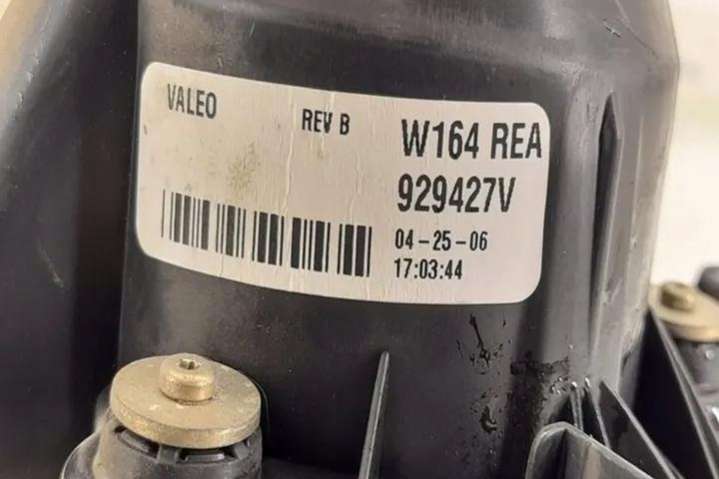 VALEO REV B W164 REA
929427V
04-25-06
17:03:44